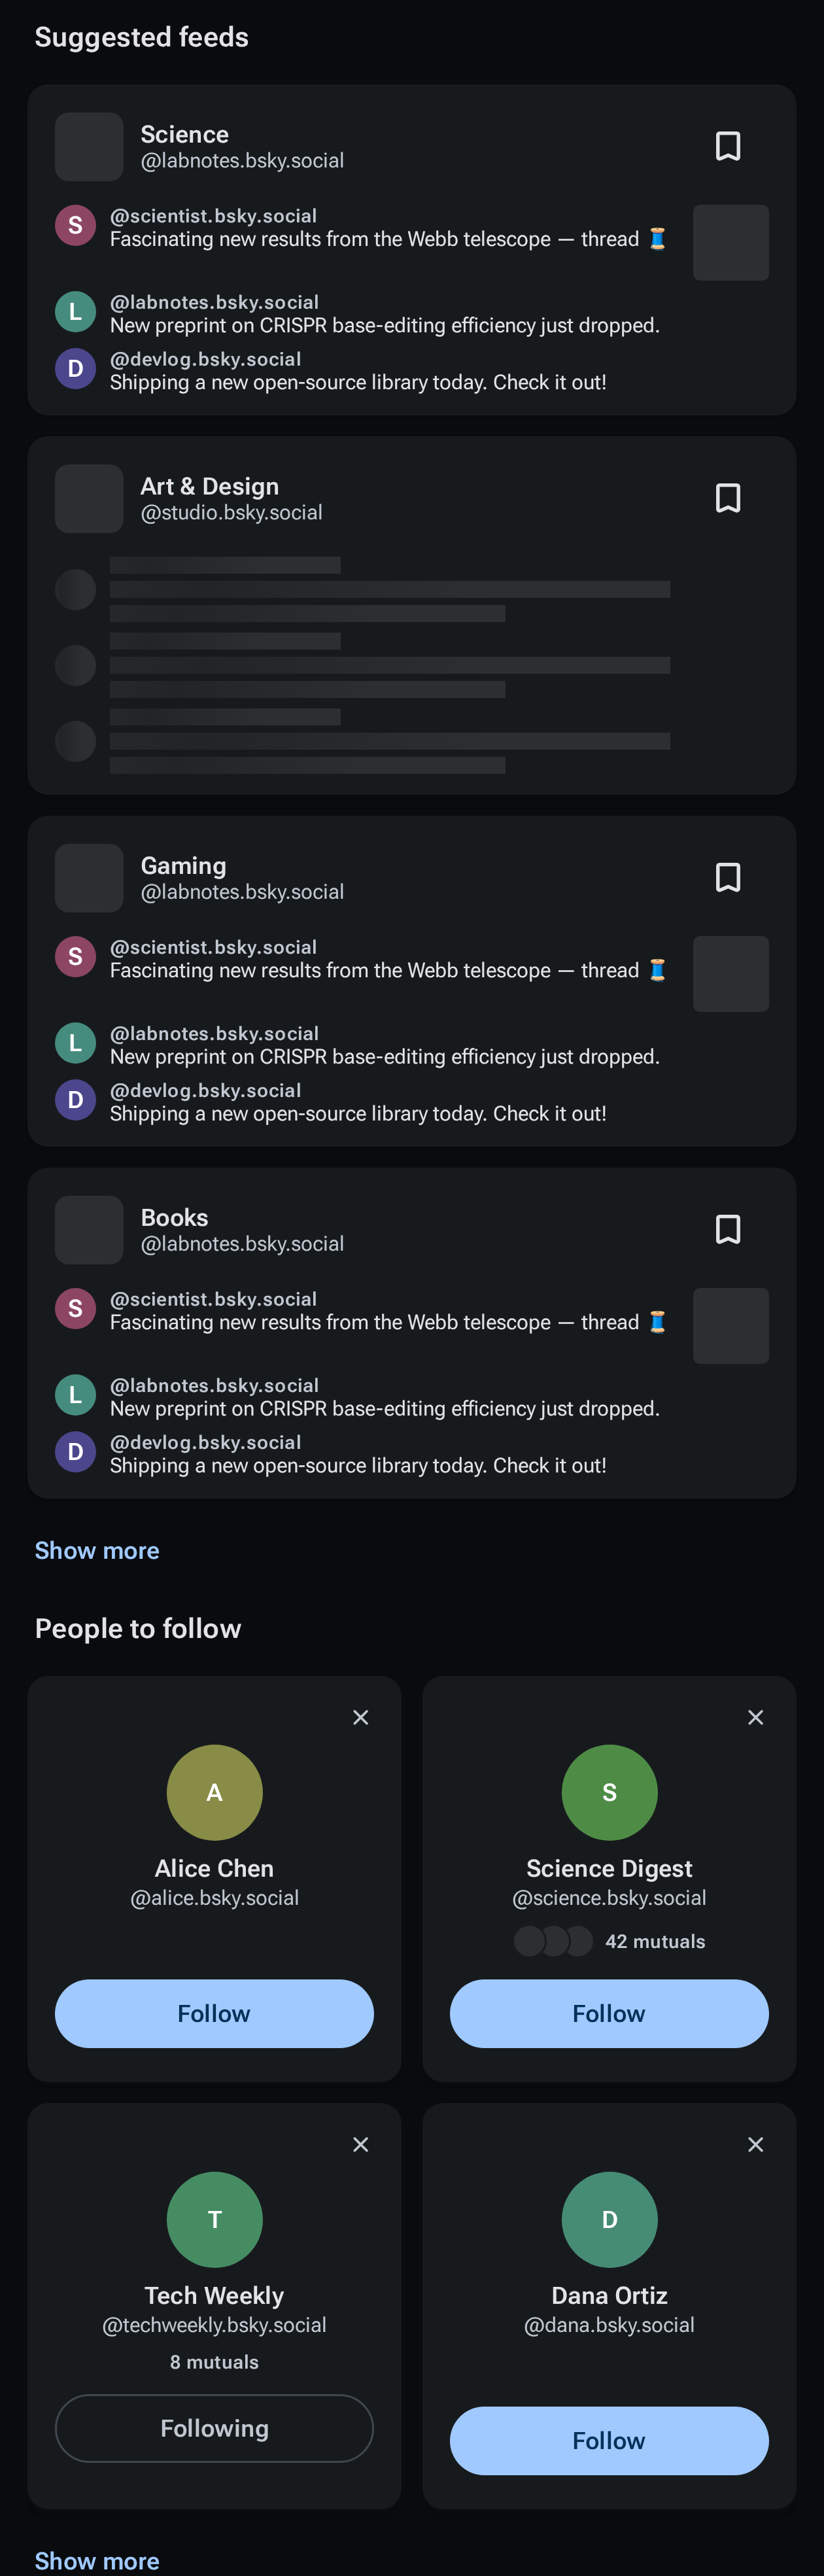 Suggested feeds
Science
@labnotes.bsky.social
S
@scientist.bsky.social
Fascinating new results from the Webb telescope — thread 🧵
L
@labnotes.bsky.social
New preprint on CRISPR base-editing efficiency just dropped.
D
@devlog.bsky.social
Shipping a new open-source library today. Check it out!
Art & Design
@studio.bsky.social
Gaming
@labnotes.bsky.social
S
@scientist.bsky.social
Fascinating new results from the Webb telescope — thread 🧵
L
@labnotes.bsky.social
New preprint on CRISPR base-editing efficiency just dropped.
D
@devlog.bsky.social
Shipping a new open-source library today. Check it out!
Books
@labnotes.bsky.social
S
@scientist.bsky.social
Fascinating new results from the Webb telescope — thread 🧵
L
@labnotes.bsky.social
New preprint on CRISPR base-editing efficiency just dropped.
D
@devlog.bsky.social
Shipping a new open-source library today. Check it out!
Show more
People to follow
A
Alice Chen
@alice.bsky.social
Follow
S
Science Digest
@science.bsky.social
42 mutuals
Follow
T
Tech Weekly
@techweekly.bsky.social
8 mutuals
Following
D
Dana Ortiz
@dana.bsky.social
Follow
Show more